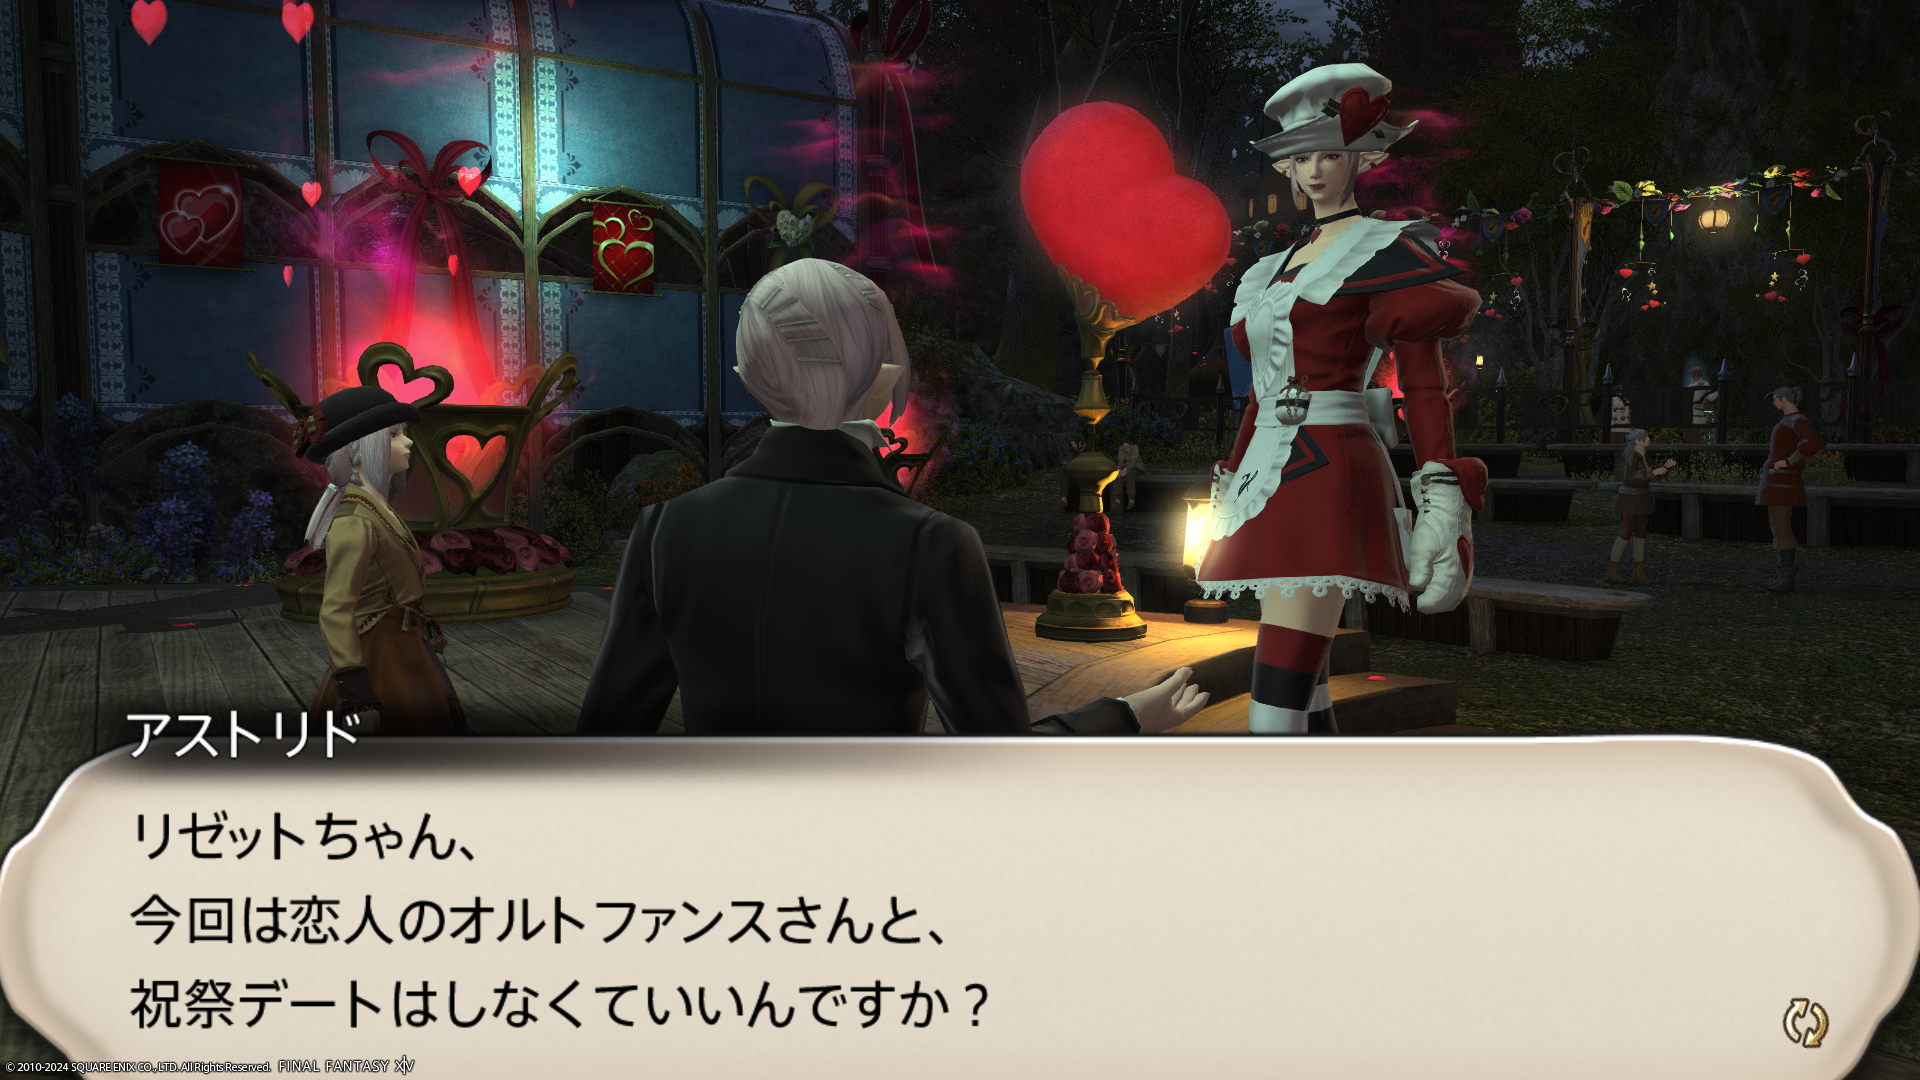 アストリド
リゼットちゃん、
今回は恋人のオルトファンスさんと、
祝祭デートはしなくていいんですか？
© 2010-2024 SQUARE ENIX CO., LTD. All Rights Reserved. FINAL FANTASY XIV